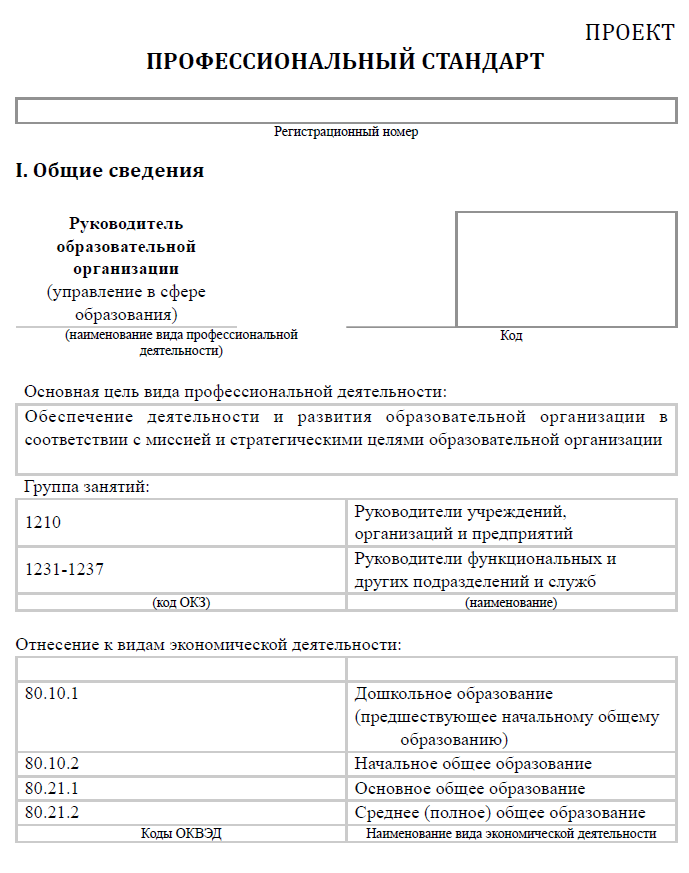 ПРОЕКТ
ПРОФЕССИОНАЛЬНЫЙ СТАНДАРТ
Регистрационный номер
I. Общие сведения
Руководитель
образовательной
организации
(управление в сфере
образования)
(наименование вида профессиональной
деятельности)
Код
Основная цель вида профессиональной деятельности:
Обеспечение деятельности и развития образовательной организации в
соответствии с миссией и стратегическими целями образовательной организации
Группа занятий:
1210
Руководители учреждений,
организаций и предприятий
1231-1237
Руководители функциональных и
других подразделений и служб
(код ОКЗ)
(наименование)
Отнесение к видам экономической деятельности:
80.10.1
Дошкольное образование
(предшествующее начальному общему
образованию)
80.10.2
Начальное общее образование
80.21.1
Основное общее образование
80.21.2
Среднее (полное) общее образование
Коды ОКВЭД
Наименование вида экономической деятельности